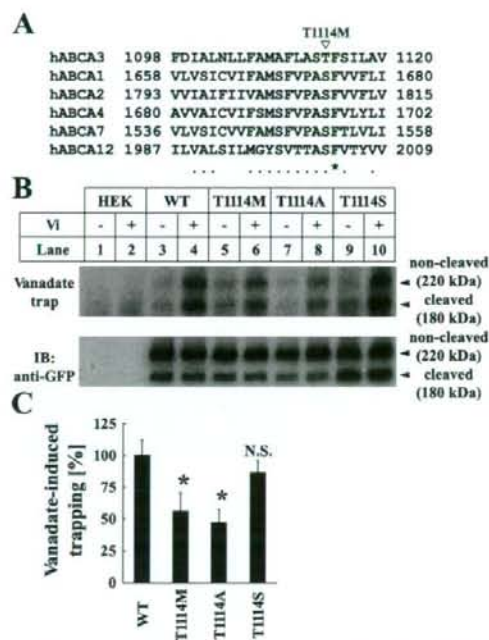 A
T1114M
hABCA3 1098 FDIALNLLFAMAFLASTFSILAV 1120
hABCA1 1658 VLVSICVIFAMSFVPASFVVFLI 1680
hABCA2 1793 VVIAIFIIVAMSFVPASFVVFLV 1815
hABCA4 1680 AVVAICVIFSMSFVPASFVLYLI 1702
hABCA7 1536 VLVSICVVFAMSFVPASFTLVLI 1558
hABCA12 1987 ILVALSILMGYSVTTASFVTYVV 2009
B
HEK WT T1114M T1114A T1114S
Vi - + - + - + - + - +
Lane 1 2 3 4 5 6 7 8 9 10
Vanadate trap
non-cleaved (220 kDa)
cleaved (180 kDa)
IB: anti-GFP
non-cleaved (220 kDa)
cleaved (180 kDa)
C
Vanadate-induced trapping [%]
125
100
75
50
25
0
* * N.S.
WT T1114M T1114A T1114S